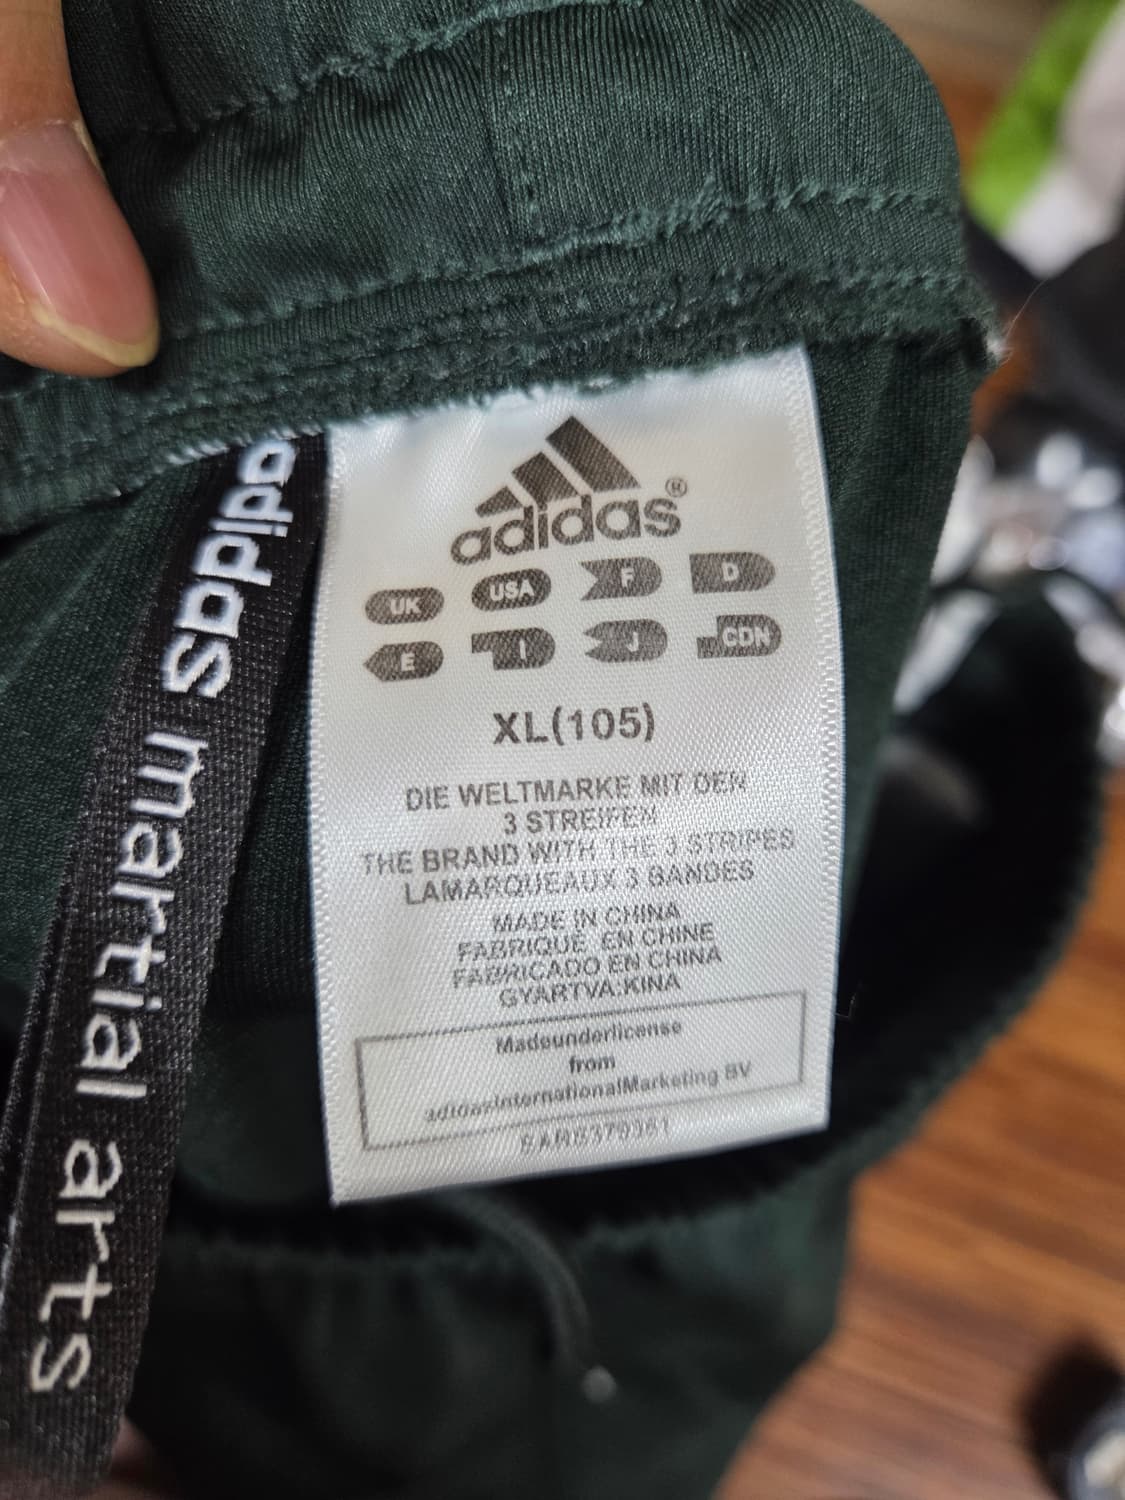 adidas martial arts
adidas®
UK USA F D
E I J CDN
XL(105)
DIE WELTMARKE MIT DEN
3 STREIFEN
THE BRAND WITH THE 3 STRIPES
LAMARQUEAUX 3 BANDES
MADE IN CHINA
FABRIQUÉ EN CHINE
FABRICADO EN CHINA
GYARTVA:KINA
Madeunderlicense
from
adidasInternationalMarketing BV